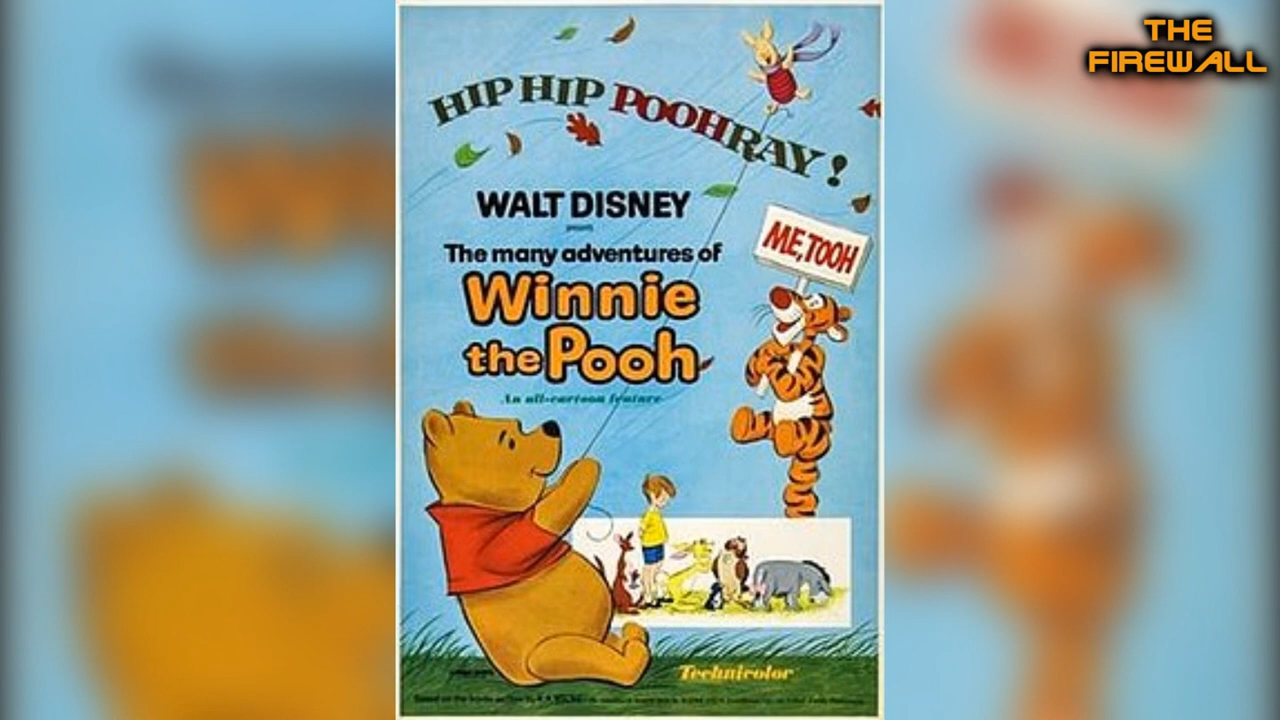 THE
FIREWALL
HIP HIP POOHRAY!
WALT DISNEY
presents
The many adventures of
Winnie
the Pooh
An all-cartoon feature
ME, TOOH
Technicolor